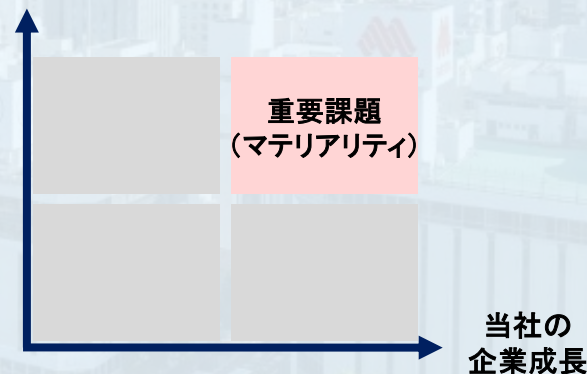 重要課題
（マテリアリティ）
当社の
企業成長